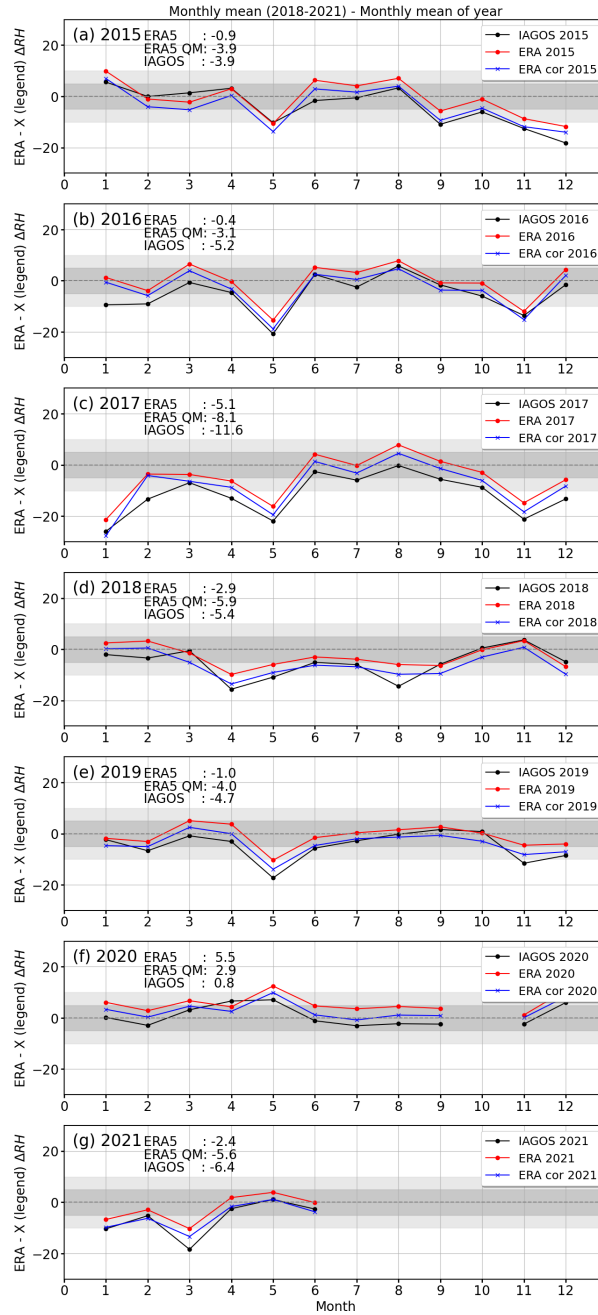 Monthly mean (2018-2021) - Monthly mean of year
(a) 2015
ERA5 : -0.9
ERA5 QM: -3.9
IAGOS : -3.9
IAGOS 2015
ERA 2015
ERA cor 2015
ERA - X (legend) ΔRH
20
0
−20
0 1 2 3 4 5 6 7 8 9 10 11 12
(b) 2016
ERA5 : -0.4
ERA5 QM: -3.1
IAGOS : -5.2
IAGOS 2016
ERA 2016
ERA cor 2016
ERA - X (legend) ΔRH
20
0
−20
0 1 2 3 4 5 6 7 8 9 10 11 12
(c) 2017
ERA5 : -5.1
ERA5 QM: -8.1
IAGOS : -11.6
IAGOS 2017
ERA 2017
ERA cor 2017
ERA - X (legend) ΔRH
20
0
−20
0 1 2 3 4 5 6 7 8 9 10 11 12
(d) 2018
ERA5 : -2.9
ERA5 QM: -5.9
IAGOS : -5.4
IAGOS 2018
ERA 2018
ERA cor 2018
ERA - X (legend) ΔRH
20
0
−20
0 1 2 3 4 5 6 7 8 9 10 11 12
(e) 2019
ERA5 : -1.0
ERA5 QM: -4.0
IAGOS : -4.7
IAGOS 2019
ERA 2019
ERA cor 2019
ERA - X (legend) ΔRH
20
0
−20
0 1 2 3 4 5 6 7 8 9 10 11 12
(f) 2020
ERA5 : 5.5
ERA5 QM: 2.9
IAGOS : 0.8
IAGOS 2020
ERA 2020
ERA cor 2020
ERA - X (legend) ΔRH
20
0
−20
0 1 2 3 4 5 6 7 8 9 10 11 12
(g) 2021
ERA5 : -2.4
ERA5 QM: -5.6
IAGOS : -6.4
IAGOS 2021
ERA 2021
ERA cor 2021
ERA - X (legend) ΔRH
20
0
−20
0 1 2 3 4 5 6 7 8 9 10 11 12
Month